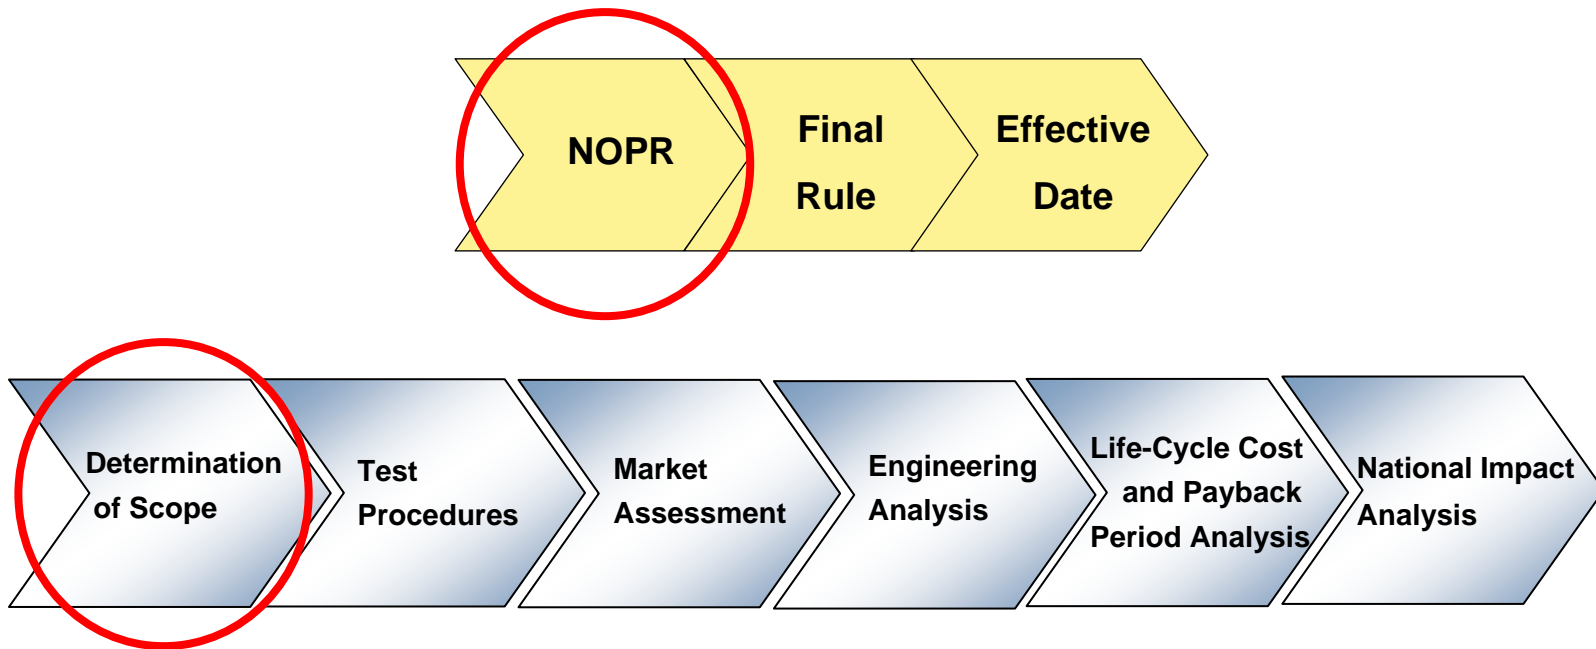 NOPR
Final
Rule
Effective
Date
Determination
of Scope
Test
Procedures
Market
Assessment
Engineering
Analysis
Life-Cycle Cost
and Payback
Period Analysis
National Impact
Analysis